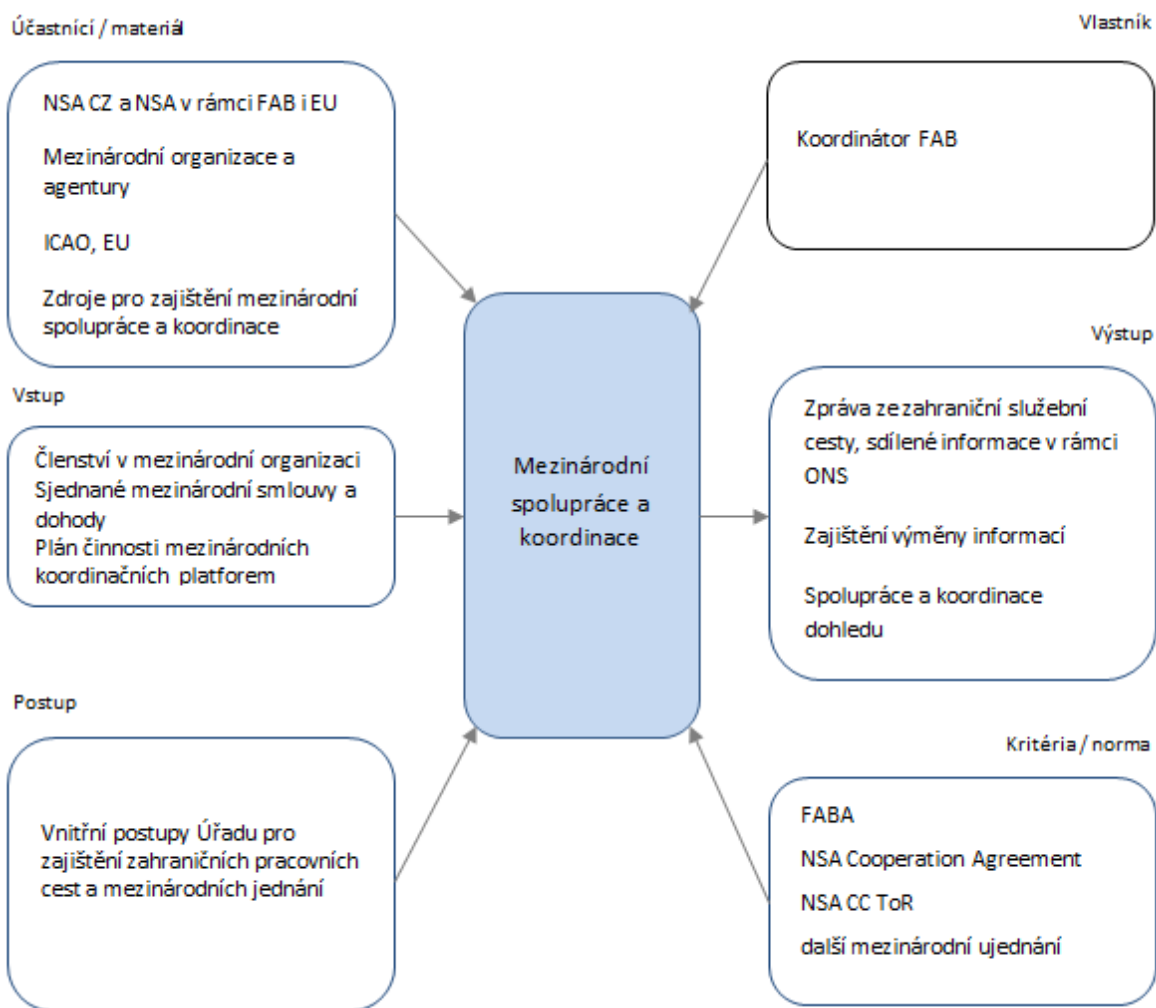 Účastnící / materiál
NSA CZ a NSA v rámci FAB i EU
Mezinárodní organizace a
agentury
ICAO, EU
Zdroje pro zajištění mezinárodní
spolupráce a koordinace
Vstup
Členství v mezinárodní organizaci
Sjednané mezinárodní smlouvy a
dohody
Plán činnosti mezinárodních
koordinačních platforem
Postup
Vnitřní postupy Úřadu pro
zajištění zahraničních pracovních
cest a mezinárodních jednání
Mezinárodní
spolupráce a
koordinace
Vlastník
Koordinátor FAB
Výstup
Zpráva ze zahraniční služební
cesty, sdílené informace v rámci
ONS
Zajištění výměny informací
Spolupráce a koordinace
dohledu
Kritéria / norma
FABA
NSA Cooperation Agreement
NSA CC ToR
další mezinárodní ujednání